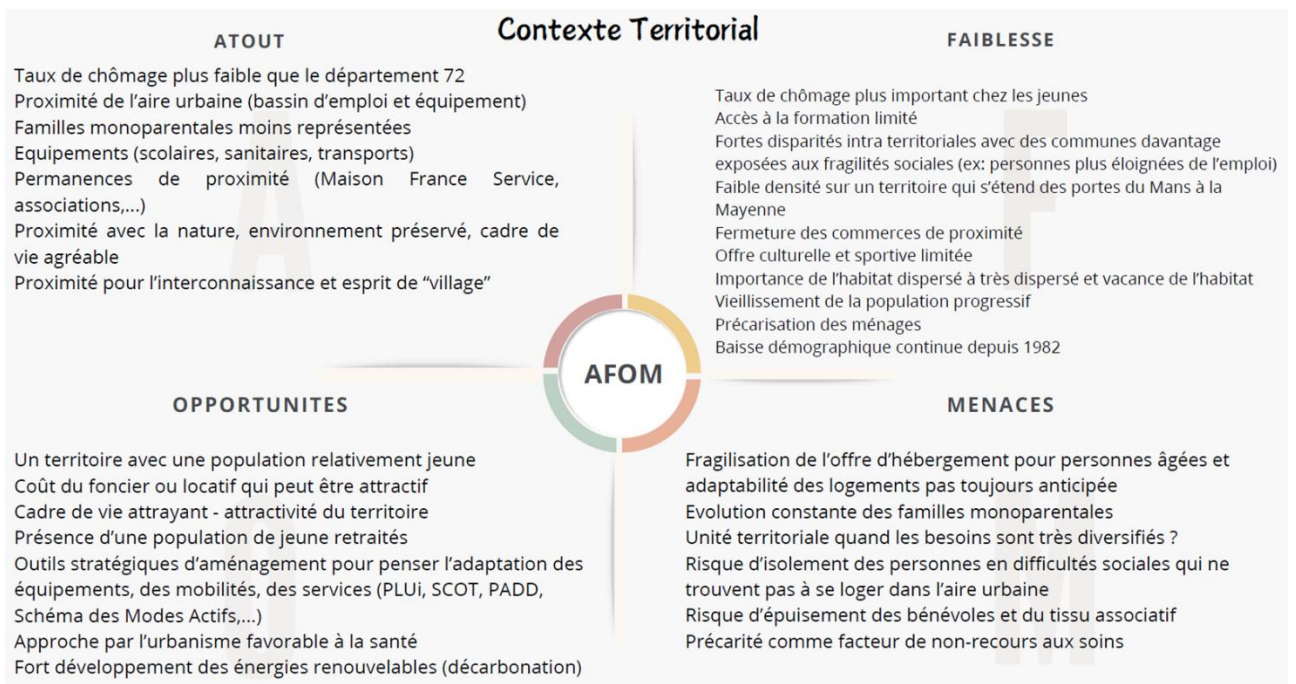 Contexte Territorial
ATOUT
Taux de chômage plus faible que le département 72
Proximité de l'aire urbaine (bassin d'emploi et équipement)
Familles monoparentales moins représentées
Equipements (scolaires, sanitaires, transports)
Permanences de proximité (Maison France Service,
associations,...)
Proximité avec la nature, environnement préservé, cadre de
vie agréable
Proximité pour l'interconnaissance et esprit de "village"
FAIBLESSE
Taux de chômage plus important chez les jeunes
Accès à la formation limité
Fortes disparités intra territoriales avec des communes davantage
exposées aux fragilités sociales (ex: personnes plus éloignées de l'emploi)
Faible densité sur un territoire qui s'étend des portes du Mans à la
Mayenne
Fermeture des commerces de proximité
Offre culturelle et sportive limitée
Importance de l'habitat dispersé à très dispersé et vacance de l'habitat
Vieillissement de la population progressif
Précarisation des ménages
Baisse démographique continue depuis 1982
AFOM
OPPORTUNITES
Un territoire avec une population relativement jeune
Coût du foncier ou locatif qui peut être attractif
Cadre de vie attrayant - attractivité du territoire
Présence d'une population de jeune retraités
Outils stratégiques d'aménagement pour penser l'adaptation des
équipements, des mobilités, des services (PLUi, SCOT, PADD,
Schéma des Modes Actifs,...)
Approche par l'urbanisme favorable à la santé
Fort développement des énergies renouvelables (décarbonation)
MENACES
Fragilisation de l'offre d'hébergement pour personnes âgées et
adaptabilité des logements pas toujours anticipée
Evolution constante des familles monoparentales
Unité territoriale quand les besoins sont très diversifiés ?
Risque d'isolement des personnes en difficultés sociales qui ne
trouvent pas à se loger dans l'aire urbaine
Risque d'épuisement des bénévoles et du tissu associatif
Précarité comme facteur de non-recours aux soins
A
F
O
M